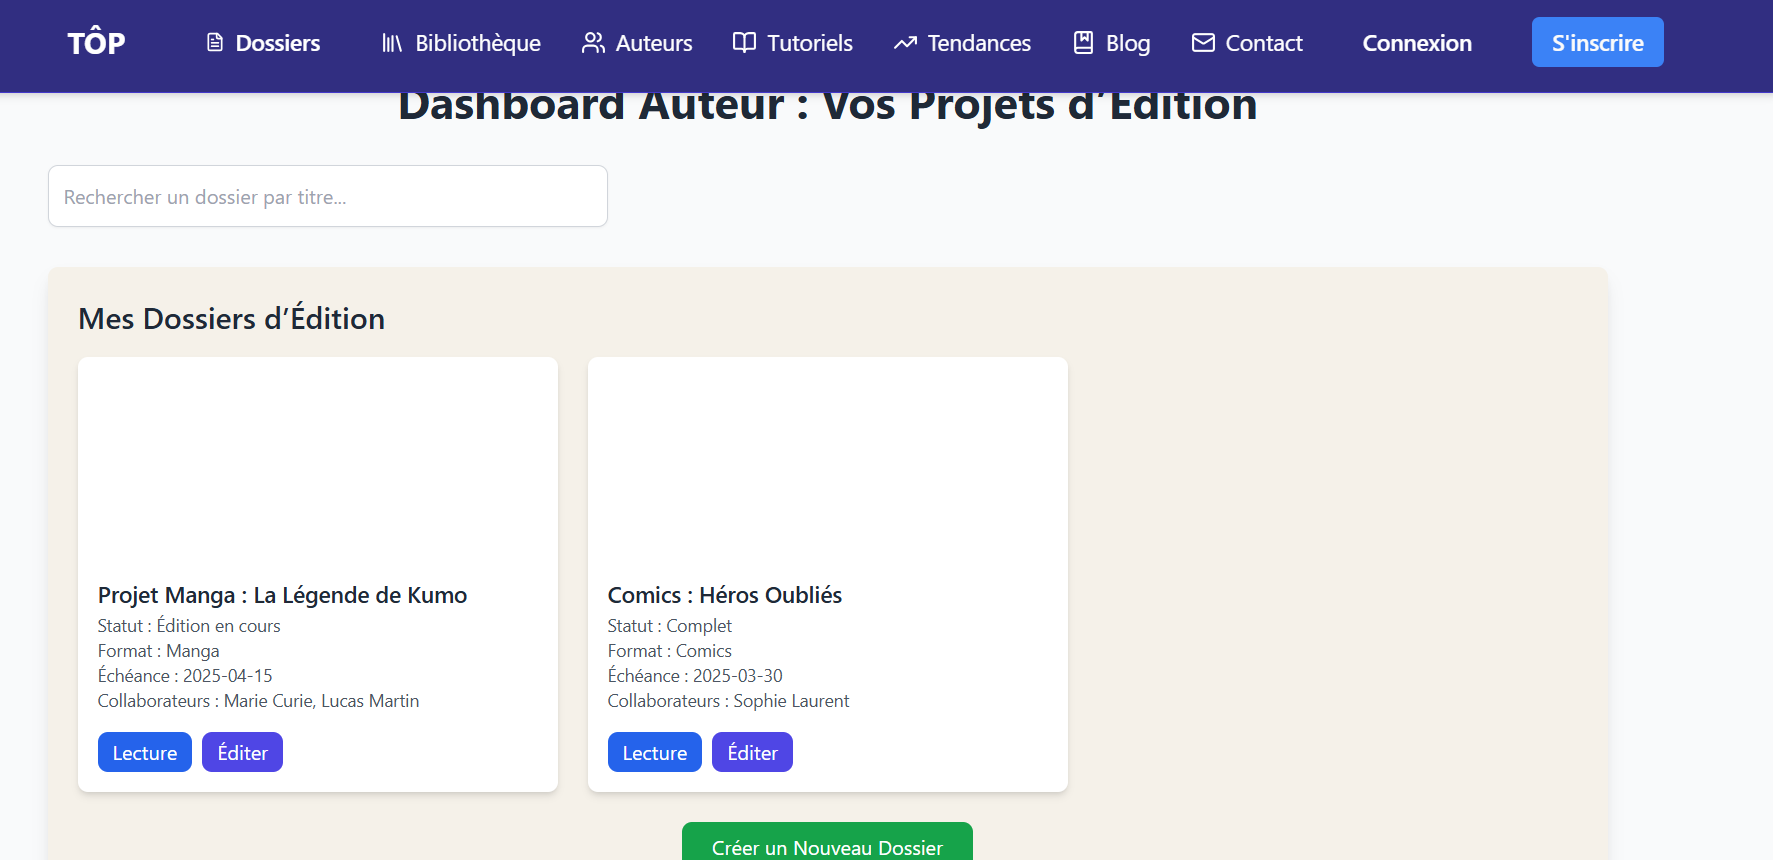 TÔP Dossiers Bibliothèque Auteurs Tutoriels Tendances Blog Contact Connexion S'inscrire
Dashboard Auteur : Vos Projets d’Édition
Rechercher un dossier par titre...
Mes Dossiers d’Édition
Projet Manga : La Légende de Kumo
Statut : Édition en cours
Format : Manga
Échéance : 2025-04-15
Collaborateurs : Marie Curie, Lucas Martin
Lecture Éditer
Comics : Héros Oubliés
Statut : Complet
Format : Comics
Échéance : 2025-03-30
Collaborateurs : Sophie Laurent
Lecture Éditer
Créer un Nouveau Dossier